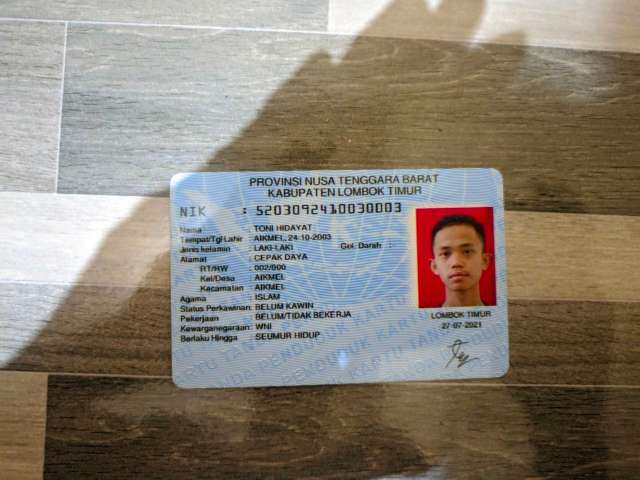 PROVINSI NUSA TENGGARA BARAT
KABUPATEN LOMBOK TIMUR
NIK : 5203092410030003
Nama : TONI HIDAYAT
Tempat/Tgl Lahir : AIKMEL, 24-10-2003
Jenis kelamin : LAKI-LAKI Gol. Darah :
Alamat : CEPAK DAYA
RT/RW : 002/000
Kel/Desa : AIKMEL
Kecamatan : AIKMEL
Agama : ISLAM
Status Perkawinan: BELUM KAWIN
Pekerjaan : BELUM/TIDAK BEKERJA
Kewarganegaraan: WNI
Berlaku Hingga : SEUMUR HIDUP
LOMBOK TIMUR
27-07-2021